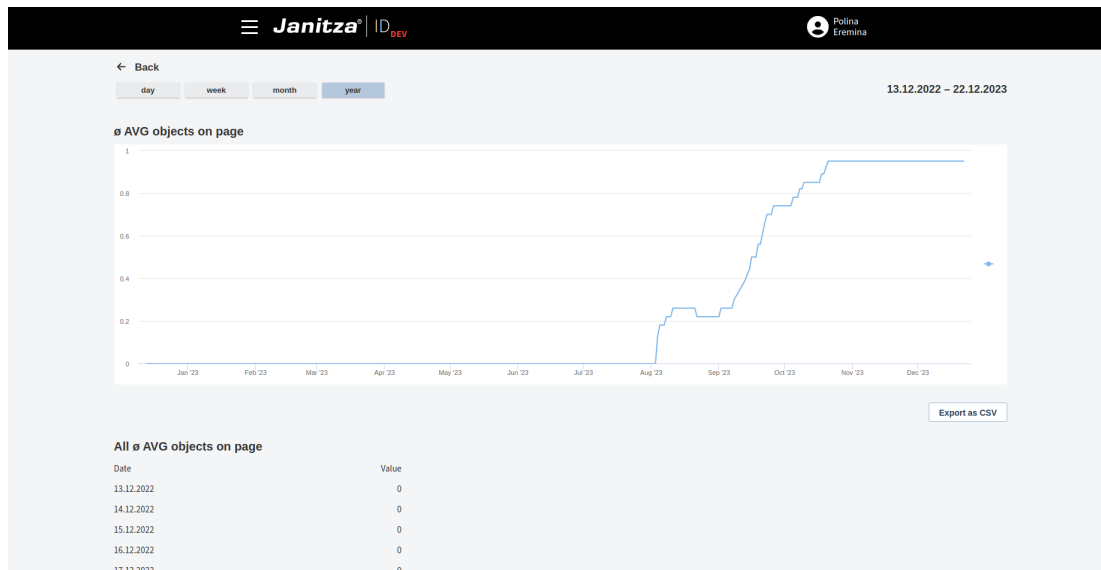 Janitza® ID DEV
Polina
Eremina
← Back
day week month year
13.12.2022 – 22.12.2023
ø AVG objects on page
1
0.8
0.6
0.4
0.2
0
Jan '23 Feb '23 Mar '23 Apr '23 May '23 Jun '23 Jul '23 Aug '23 Sep '23 Oct '23 Nov '23 Dec '23
Export as CSV
All ø AVG objects on page
Date Value
13.12.2022 0
14.12.2022 0
15.12.2022 0
16.12.2022 0
17.12.2022 0